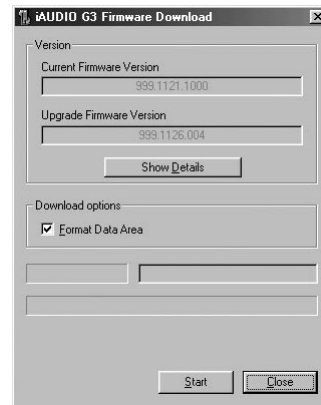 iAUDIO G3 Firmware Download
Version
Current Firmware Version
999.1121.1000
Upgrade Firmware Version
999.1126.004
Show Details
Download options
Format Data Area
Start
Close